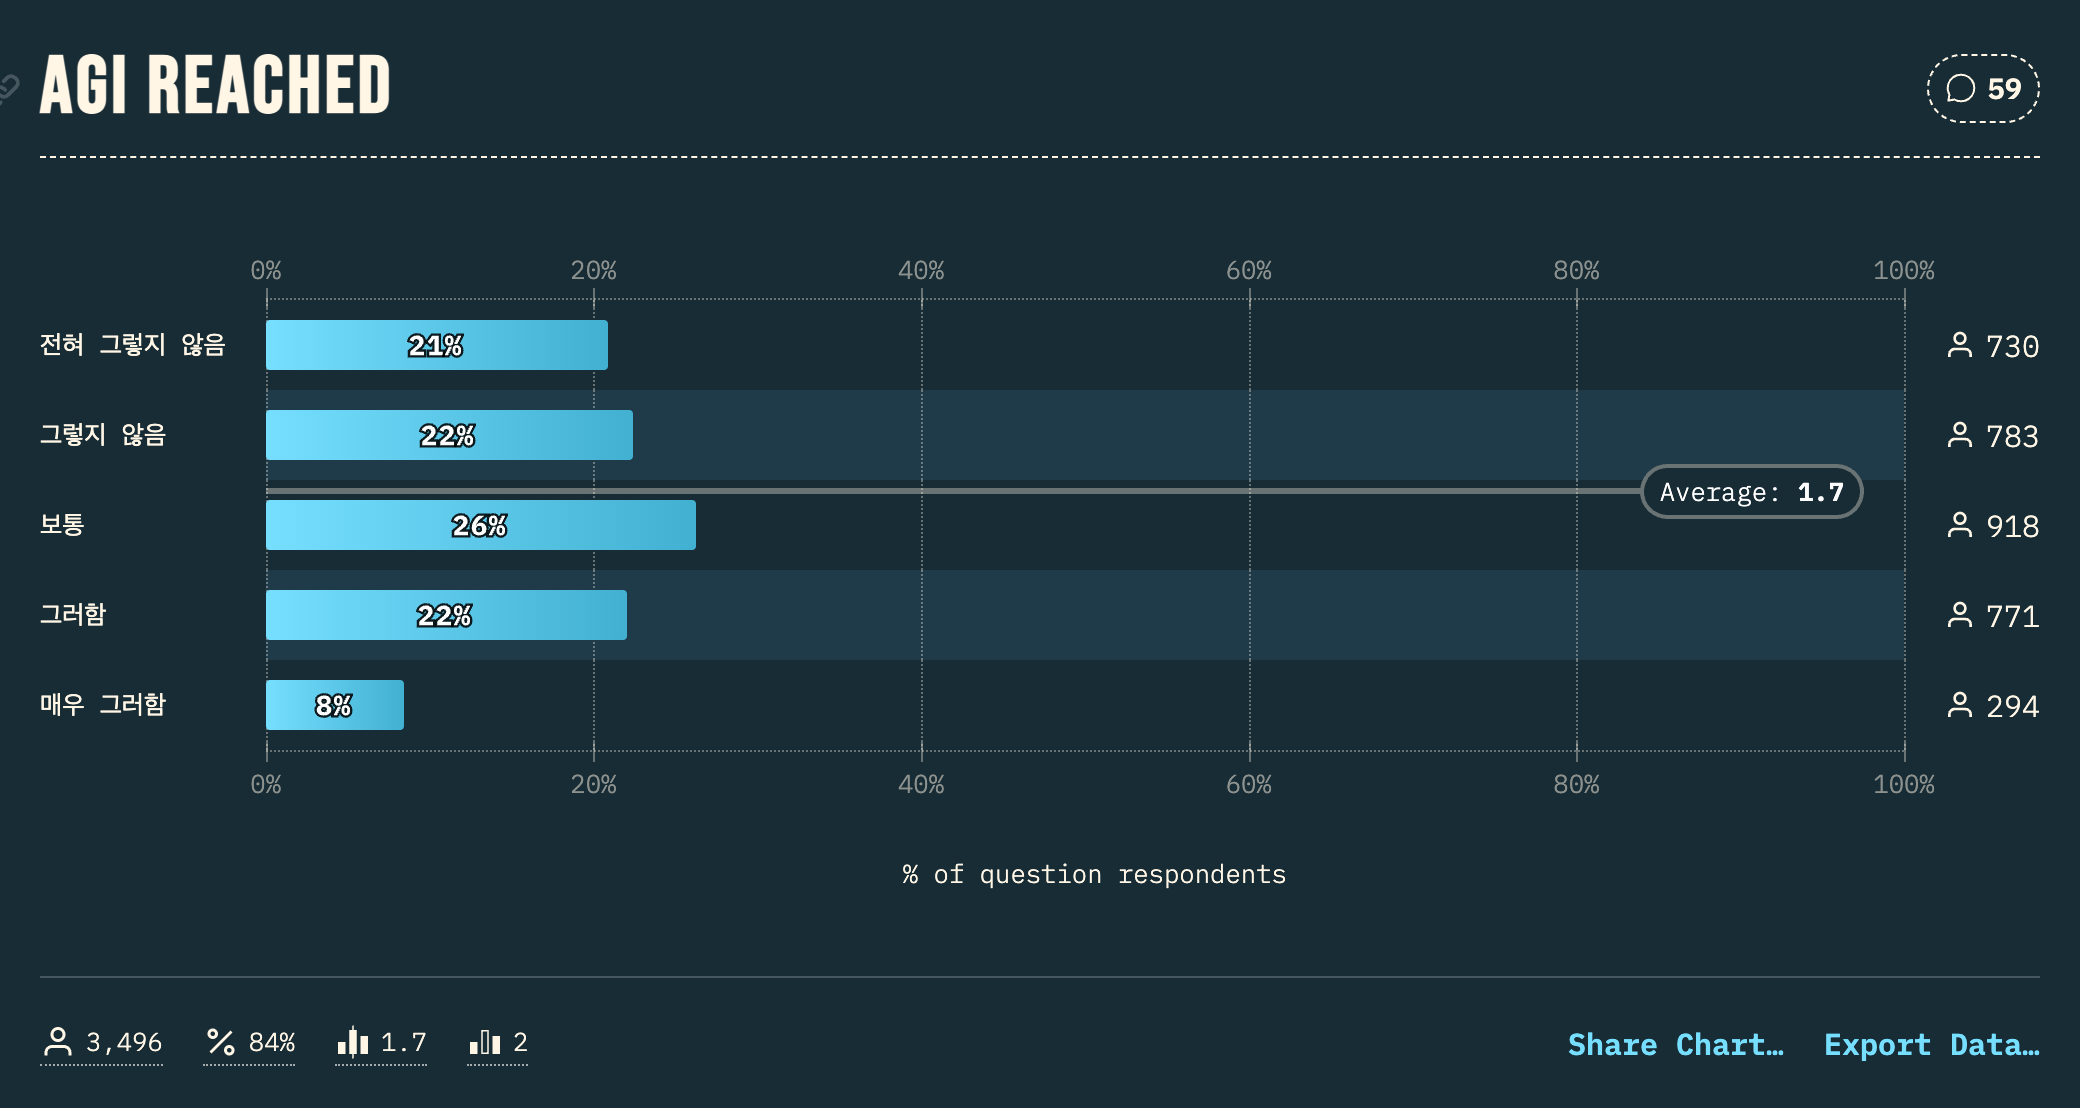 AGI REACHED
59
0% 20% 40% 60% 80% 100%
전혀 그렇지 않음 21% 730
그렇지 않음 22% 783
Average: 1.7
보통 26% 918
그러함 22% 771
매우 그러함 8% 294
0% 20% 40% 60% 80% 100%
% of question respondents
3,496 84% 1.7 2 Share Chart… Export Data…